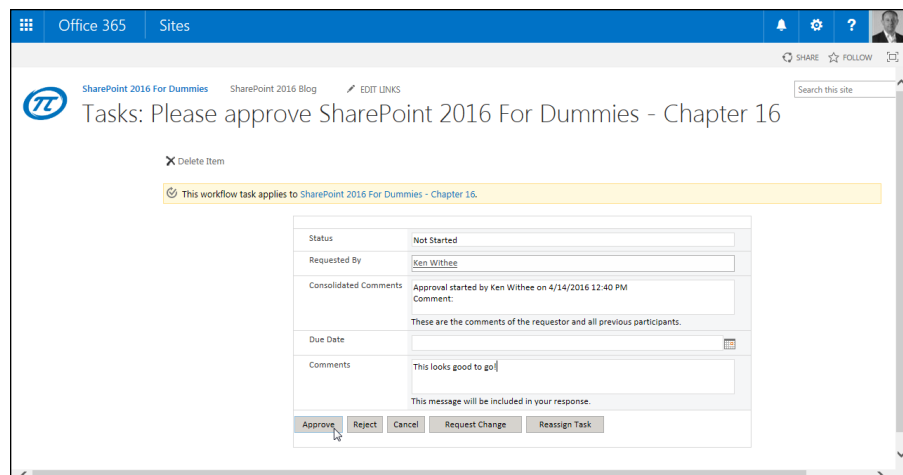 Office 365 Sites ?
SHARE FOLLOW
SharePoint 2016 For Dummies SharePoint 2016 Blog EDIT LINKS Search this site
Tasks: Please approve SharePoint 2016 For Dummies - Chapter 16
Delete Item
This workflow task applies to SharePoint 2016 For Dummies - Chapter 16.
Status Not Started
Requested By Ken Withee
Consolidated Comments Approval started by Ken Withee on 4/14/2016 12:40 PM
Comment:
These are the comments of the requestor and all previous participants.
Due Date
Comments This looks good to go!
This message will be included in your response.
Approve Reject Cancel Request Change Reassign Task